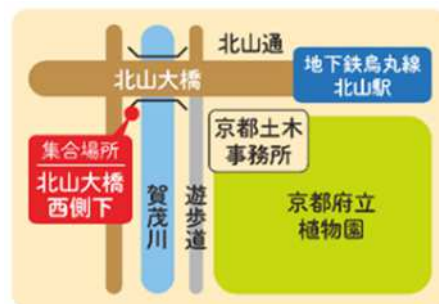 北山通
地下鉄烏丸線
北山駅
北山大橋
京都土木
事務所
集合場所
北山大橋
西側下
賀茂川
遊歩道
京都府立
植物園